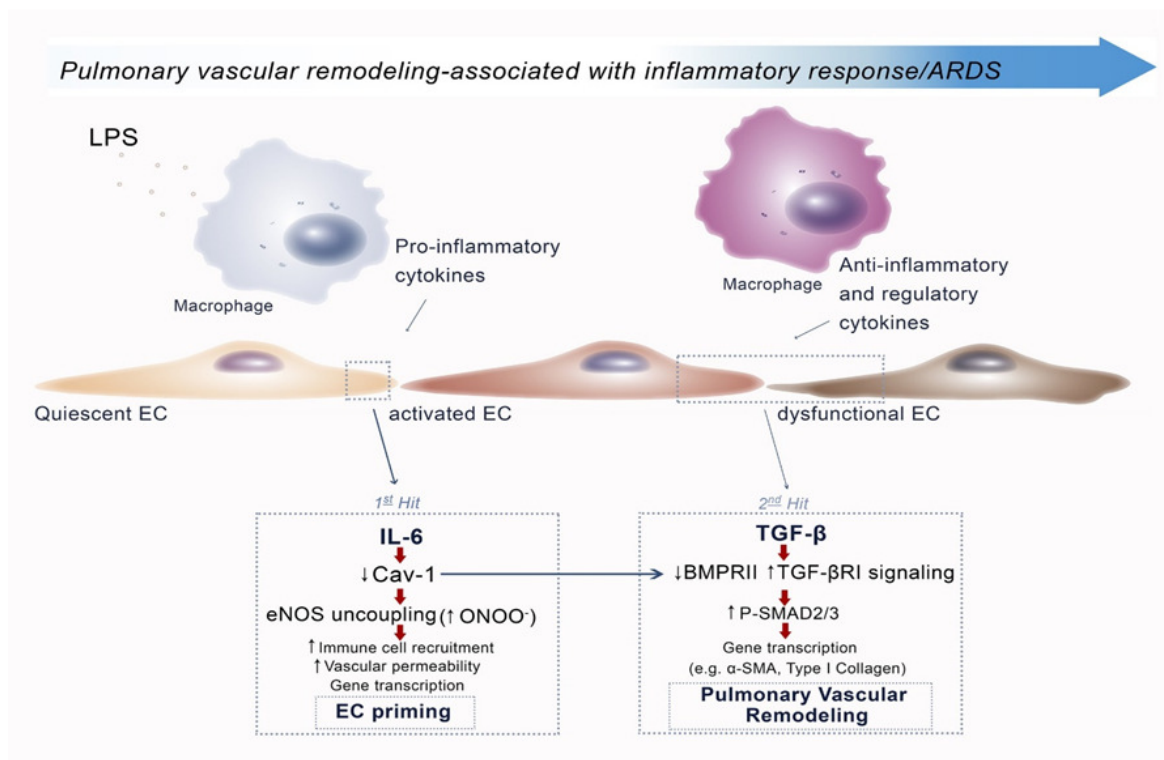 Pulmonary vascular remodeling-associated with inflammatory response/ARDS
LPS
Pro-inflammatory
cytokines
Macrophage
Anti-inflammatory
and regulatory
cytokines
Macrophage
Quiescent EC
activated EC
dysfunctional EC
1st Hit
IL-6
↓Cav-1
eNOS uncoupling (↑ ONOO-)
↑Immune cell recruitment
↑Vascular permeability
Gene transcription
EC priming
2nd Hit
TGF-β
↓BMPRII ↑TGF-βRI signaling
↑P-SMAD2/3
Gene transcription
(e.g. α-SMA, Type I Collagen)
Pulmonary Vascular
Remodeling